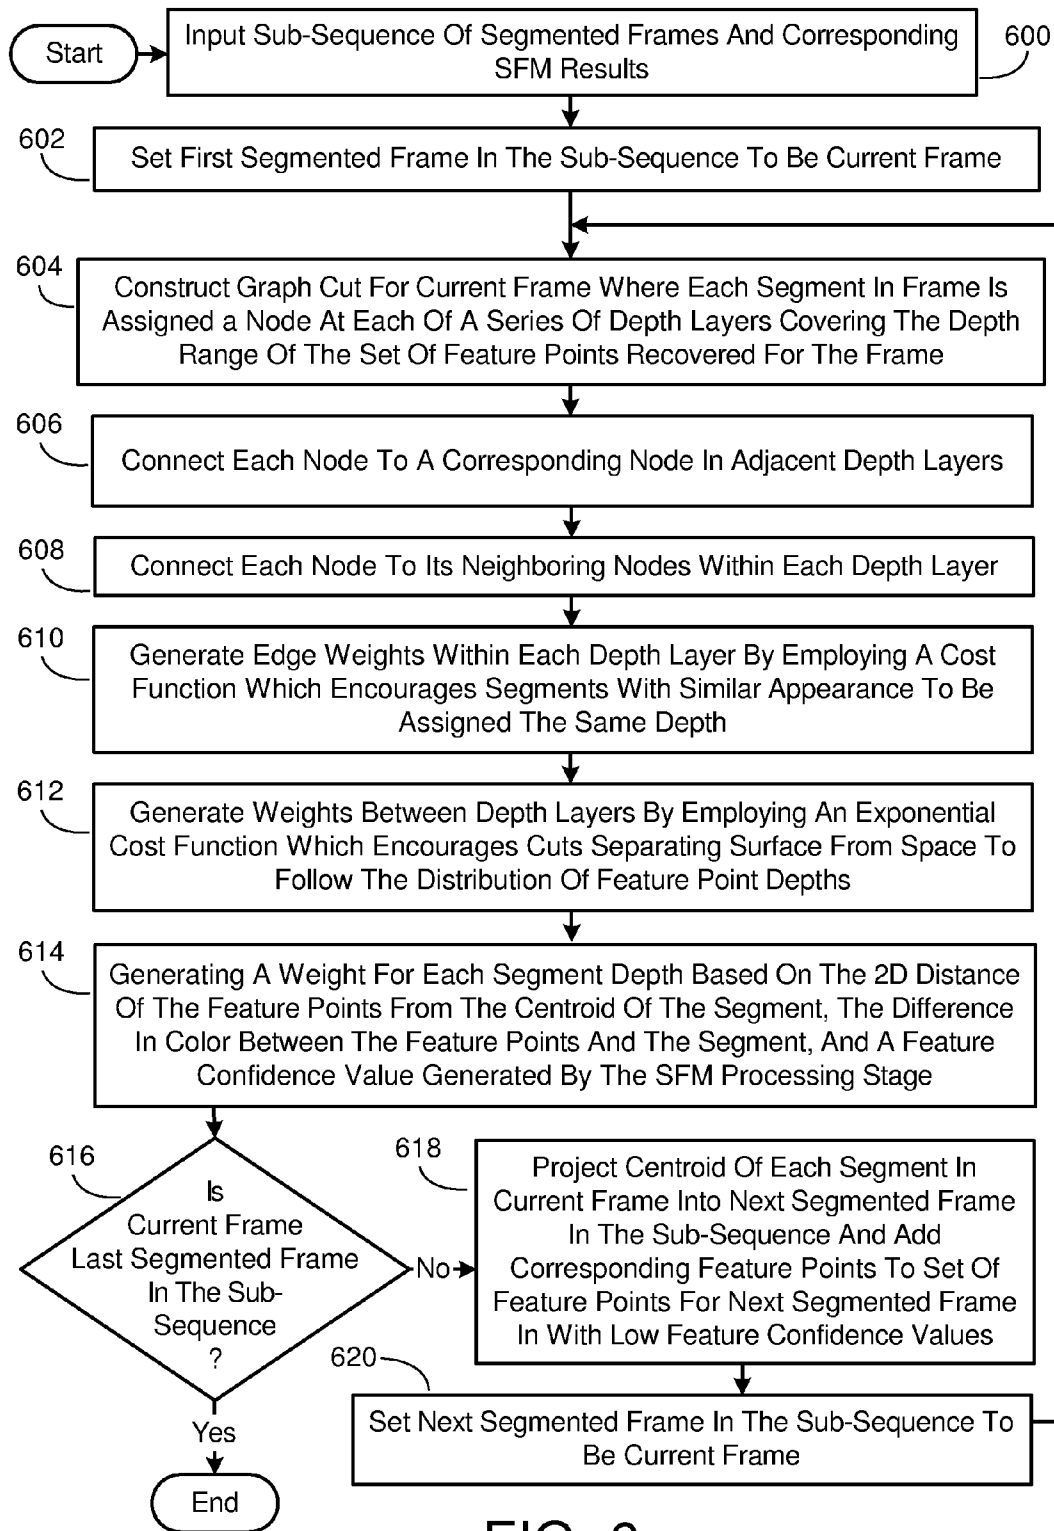 Start
Input Sub-Sequence Of Segmented Frames And Corresponding
SFM Results
600
602
Set First Segmented Frame In The Sub-Sequence To Be Current Frame
604
Construct Graph Cut For Current Frame Where Each Segment In Frame Is
Assigned a Node At Each Of A Series Of Depth Layers Covering The Depth
Range Of The Set Of Feature Points Recovered For The Frame
606
Connect Each Node To A Corresponding Node In Adjacent Depth Layers
608
Connect Each Node To Its Neighboring Nodes Within Each Depth Layer
610
Generate Edge Weights Within Each Depth Layer By Employing A Cost
Function Which Encourages Segments With Similar Appearance To Be
Assigned The Same Depth
612
Generate Weights Between Depth Layers By Employing An Exponential
Cost Function Which Encourages Cuts Separating Surface From Space To
Follow The Distribution Of Feature Point Depths
614
Generating A Weight For Each Segment Depth Based On The 2D Distance
Of The Feature Points From The Centroid Of The Segment, The Difference
In Color Between The Feature Points And The Segment, And A Feature
Confidence Value Generated By The SFM Processing Stage
616
Is
Current Frame
Last Segmented Frame
In The Sub-
Sequence
?
No
618
Project Centroid Of Each Segment In
Current Frame Into Next Segmented Frame
In The Sub-Sequence And Add
Corresponding Feature Points To Set Of
Feature Points For Next Segmented Frame
In With Low Feature Confidence Values
620
Set Next Segmented Frame In The Sub-Sequence To
Be Current Frame
Yes
End